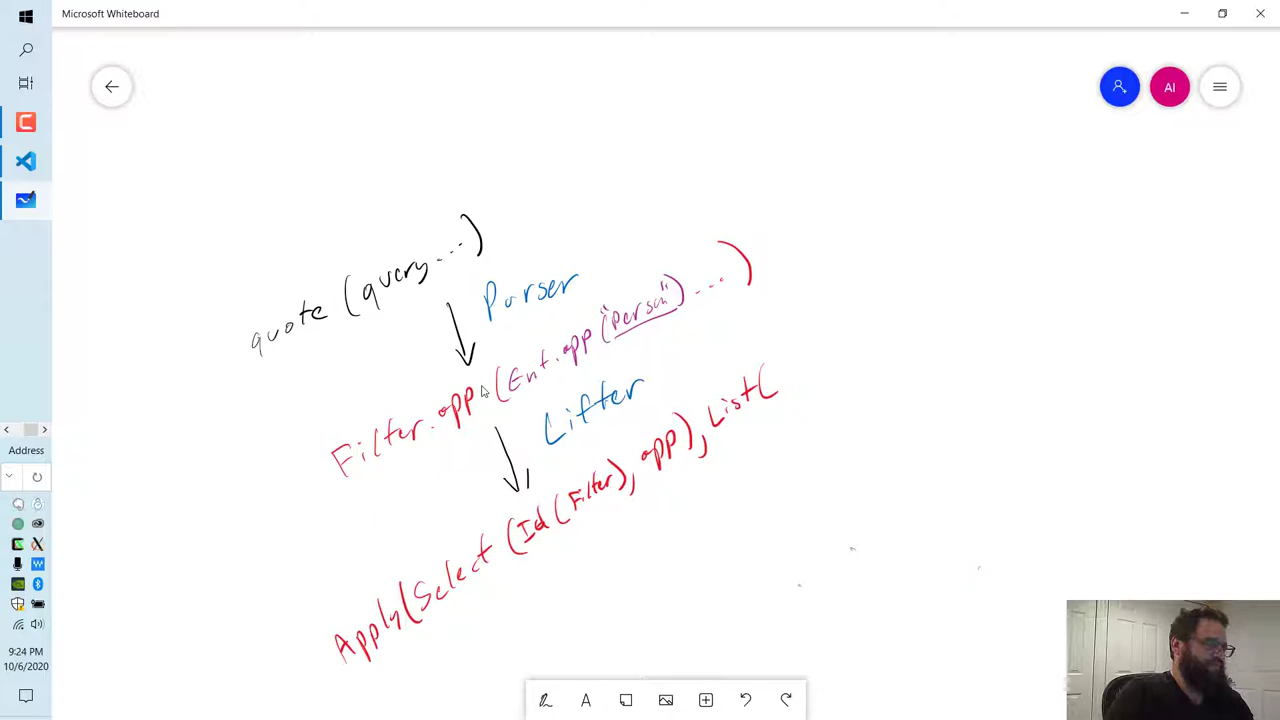 Microsoft Whiteboard
AI
quote (query...)
Parser
Filter.app (Ent.app ("Person") ... )
Lifter
Apply(Select (Id (Filter), app), List(
Address
9:24 PM
10/6/2020